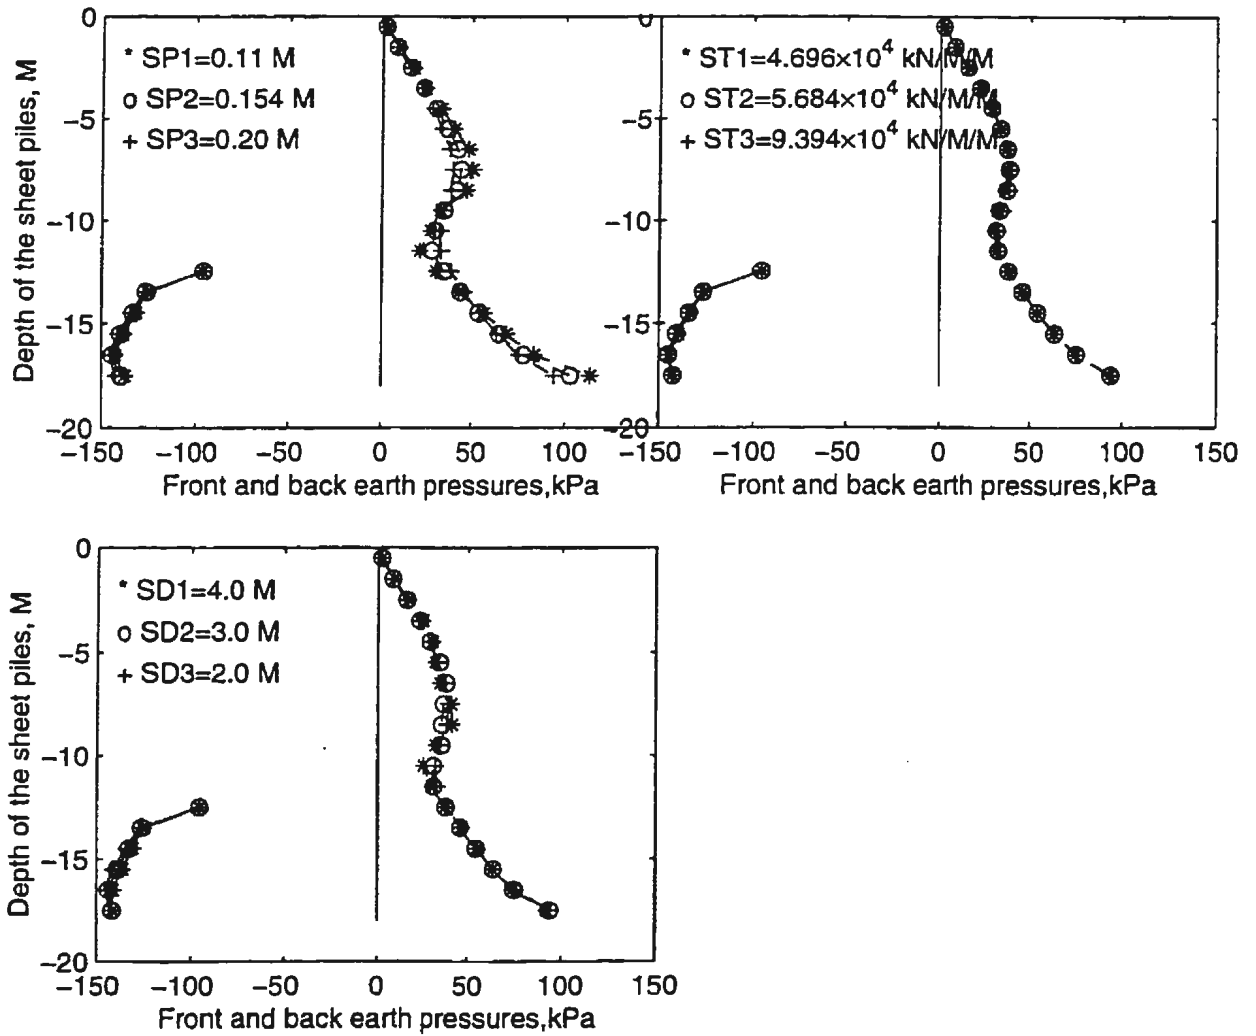 0
−5
−10
−15
−20
Depth of the sheet piles, M
* SP1=0.11 M
o SP2=0.154 M
+ SP3=0.20 M
−150 −100 −50 0 50 100 150
Front and back earth pressures,kPa
0
−5
−10
−15
−20
* ST1=4.696×10⁴ kN/M/M
o ST2=5.684×10⁴ kN/M/M
+ ST3=9.394×10⁴ kN/M/M
−150 −100 −50 0 50 100 150
Front and back earth pressures,kPa
0
−5
−10
−15
−20
Depth of the sheet piles, M
* SD1=4.0 M
o SD2=3.0 M
+ SD3=2.0 M
−150 −100 −50 0 50 100 150
Front and back earth pressures,kPa